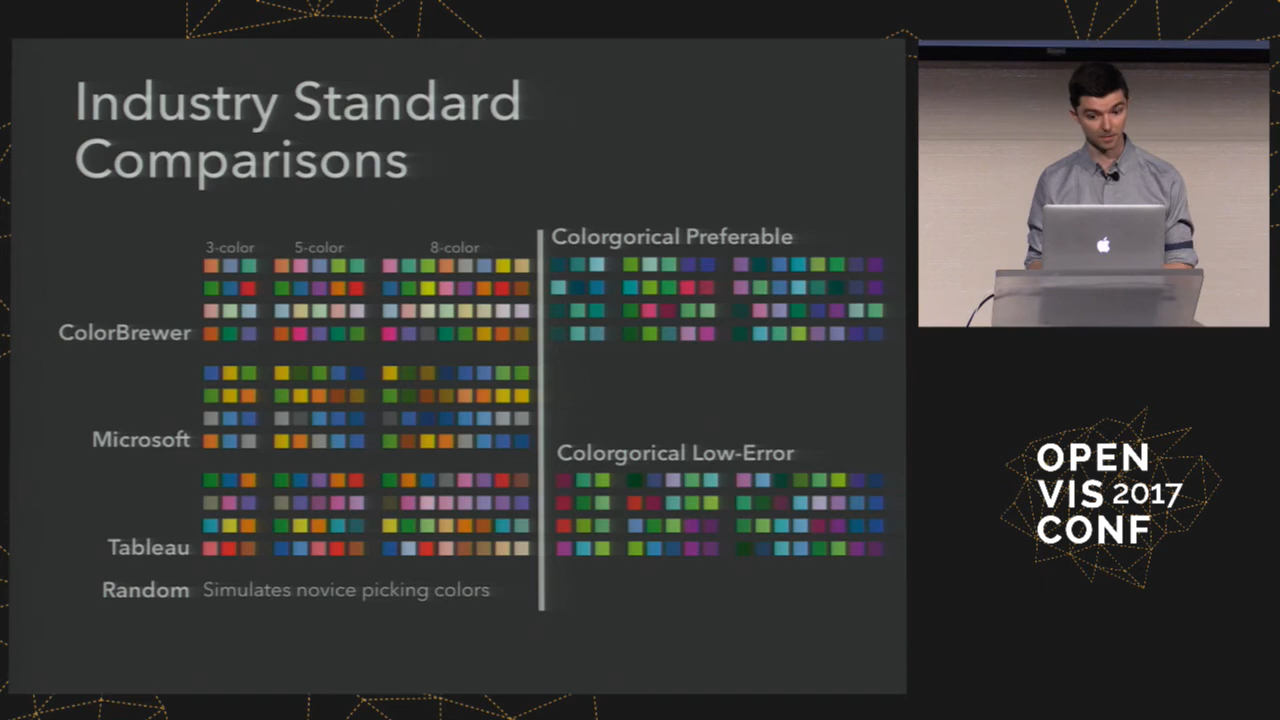 Industry Standard
Comparisons
3-color 5-color 8-color
ColorBrewer
Microsoft
Tableau
Random Simulates novice picking colors
Colorgorical Preferable
Colorgorical Low-Error
OPEN
VIS 2017
CONF